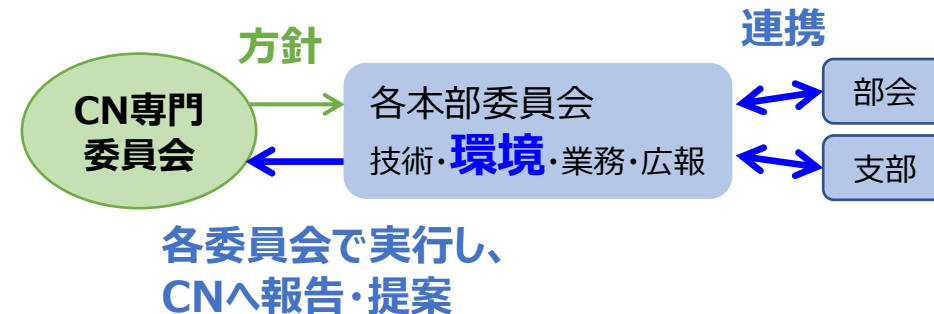 方針
連携
CN専門
委員会
各本部委員会
技術・環境・業務・広報
部会
支部
各委員会で実行し、
CNへ報告・提案